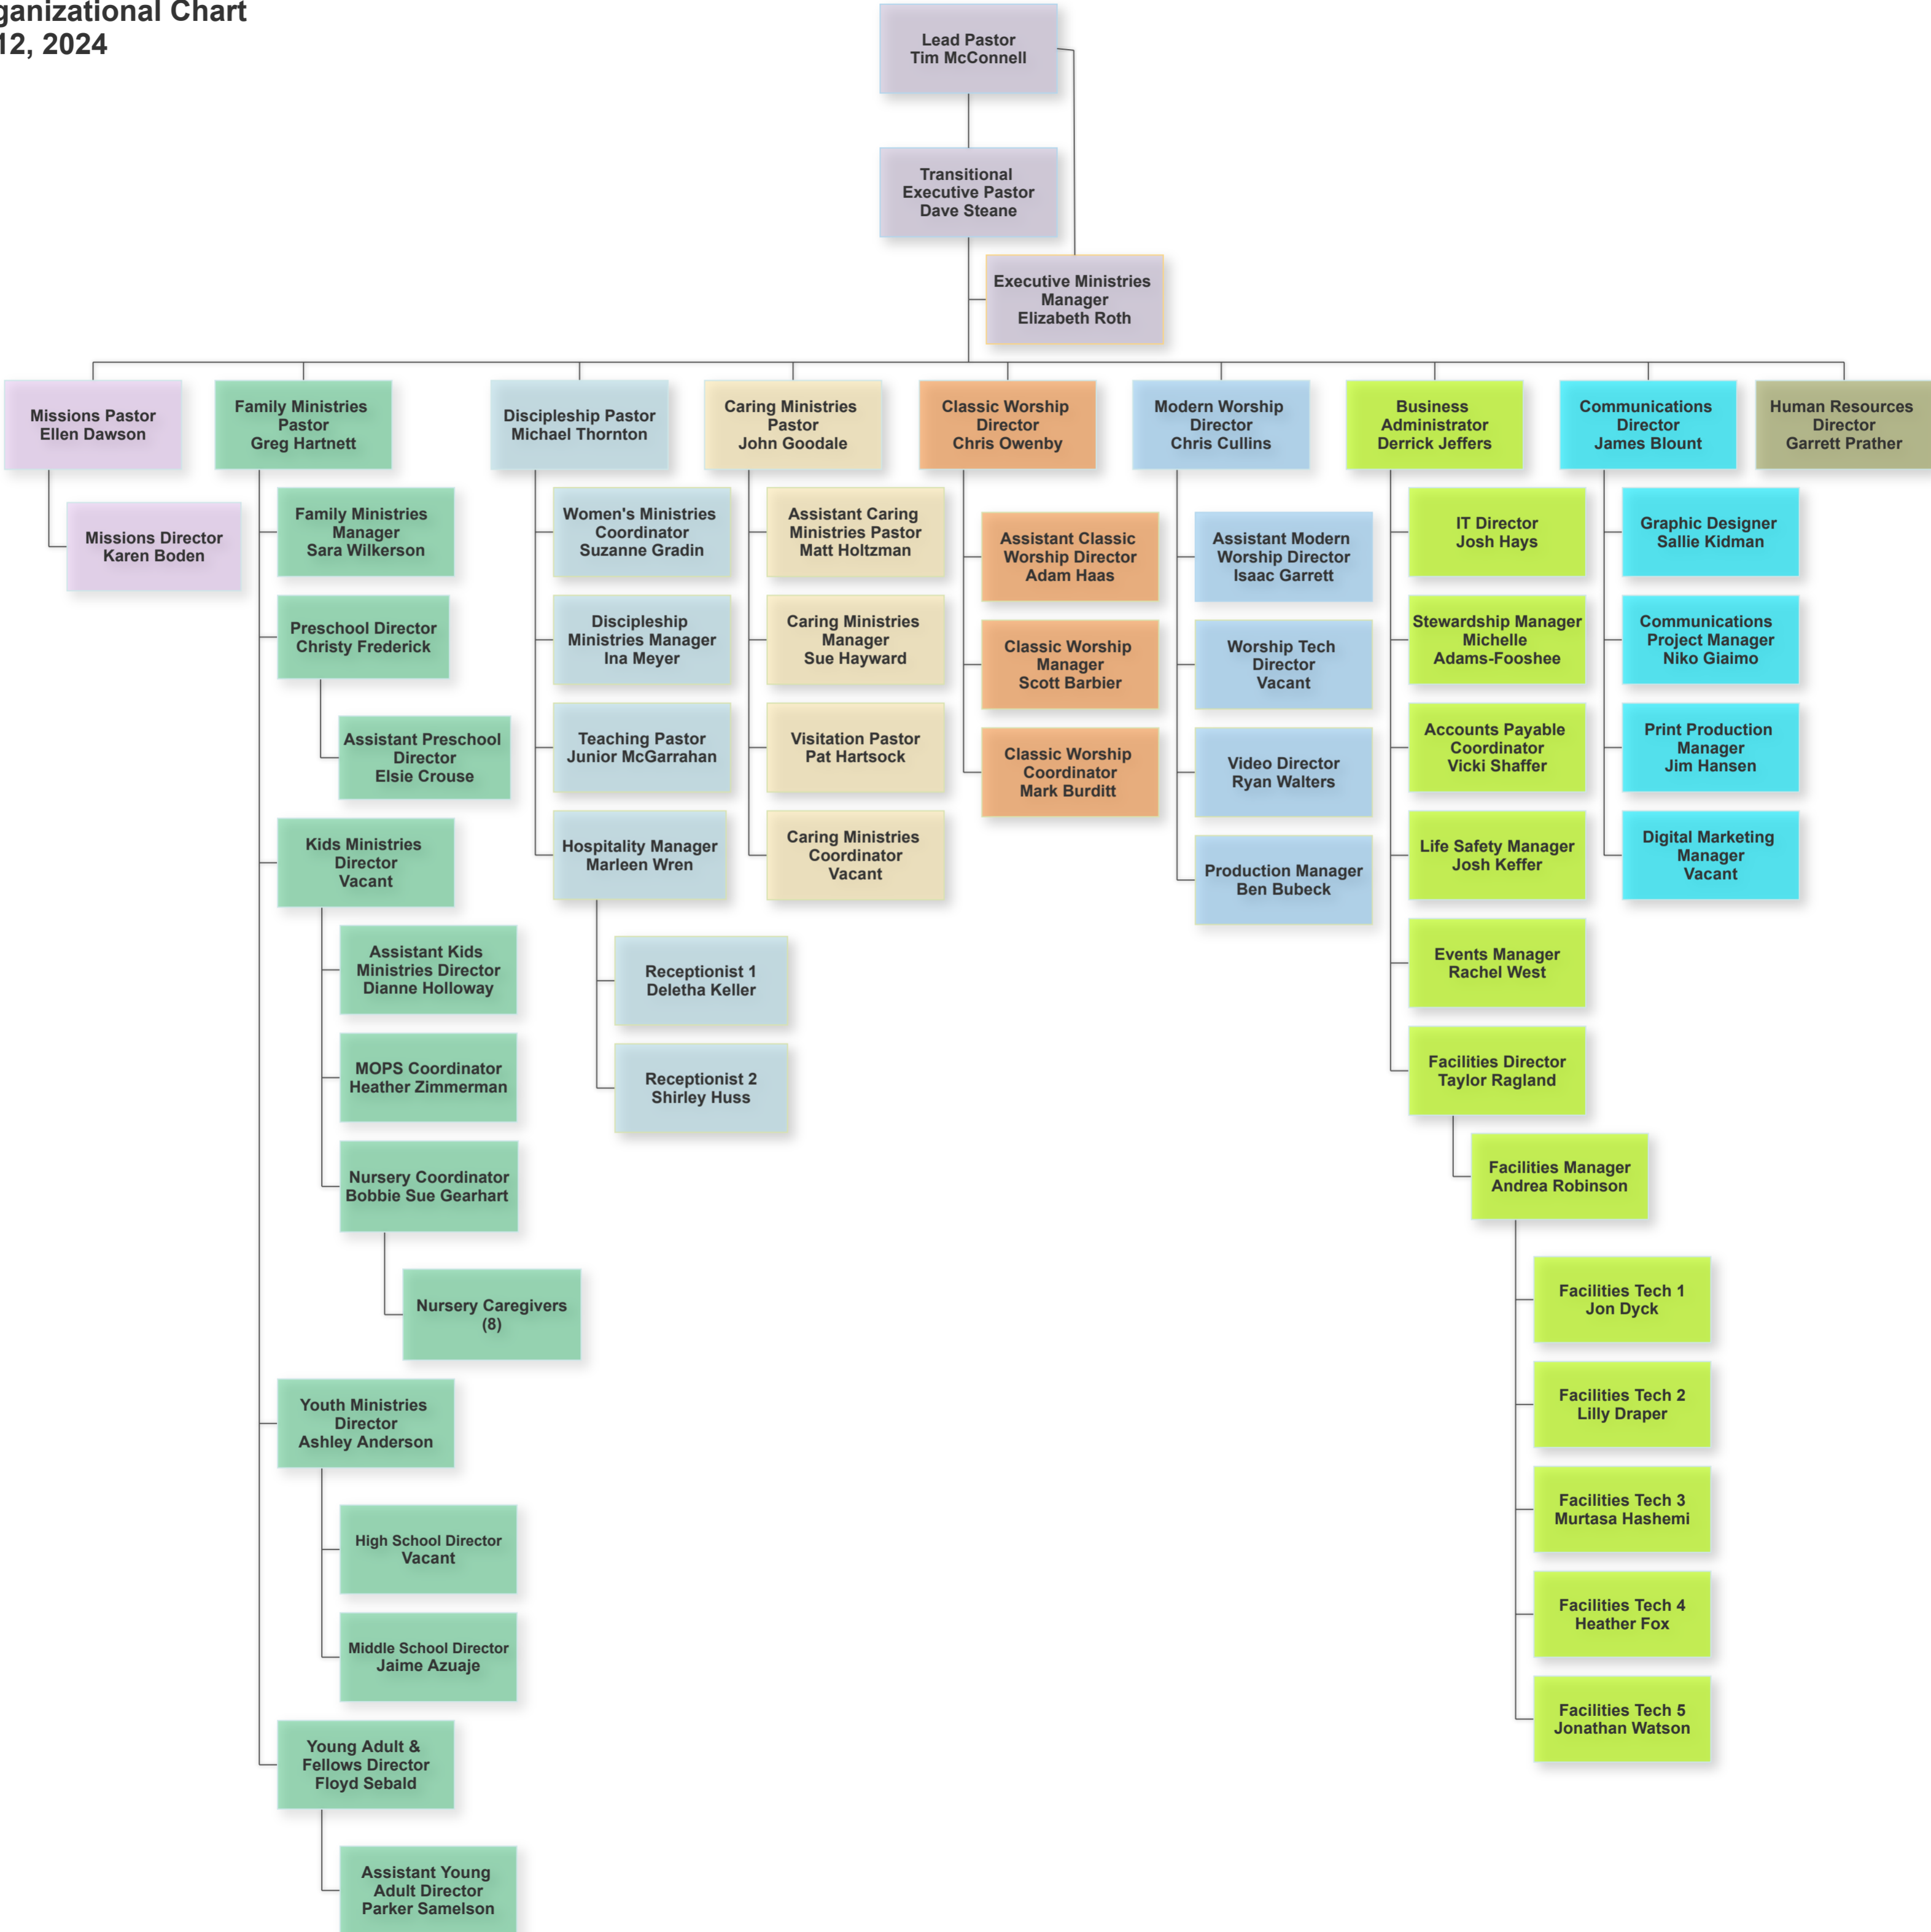 12, 2024
Lead Pastor
Tim McConnell
Transitional
Executive Pastor
Dave Steane
Executive Ministries
Manager
Elizabeth Roth
Missions Pastor
Ellen Dawson
Missions Director
Karen Boden
Family Ministries
Pastor
Greg Hartnett
Family Ministries
Manager
Sara Wilkerson
Preschool Director
Christy Frederick
Assistant Preschool
Director
Elsie Crouse
Kids Ministries
Director
Vacant
Assistant Kids
Ministries Director
Dianne Holloway
MOPS Coordinator
Heather Zimmerman
Nursery Coordinator
Bobbie Sue Gearhart
Nursery Caregivers
(8)
Youth Ministries
Director
Ashley Anderson
High School Director
Vacant
Middle School Director
Jaime Azuaje
Young Adult &
Fellows Director
Floyd Sebald
Assistant Young
Adult Director
Parker Samelson
Discipleship Pastor
Michael Thornton
Women's Ministries
Coordinator
Suzanne Gradin
Discipleship
Ministries Manager
Ina Meyer
Teaching Pastor
Junior McGarrahan
Hospitality Manager
Marleen Wren
Receptionist 1
Deletha Keller
Receptionist 2
Shirley Huss
Caring Ministries
Pastor
John Goodale
Assistant Caring
Ministries Pastor
Matt Holtzman
Caring Ministries
Manager
Sue Hayward
Visitation Pastor
Pat Hartsock
Caring Ministries
Coordinator
Vacant
Classic Worship
Director
Chris Owenby
Assistant Classic
Worship Director
Adam Haas
Classic Worship
Manager
Scott Barbier
Classic Worship
Coordinator
Mark Burditt
Modern Worship
Director
Chris Cullins
Assistant Modern
Worship Director
Isaac Garrett
Worship Tech
Director
Vacant
Video Director
Ryan Walters
Production Manager
Ben Bubeck
Business
Administrator
Derrick Jeffers
IT Director
Josh Hays
Stewardship Manager
Michelle
Adams-Fooshee
Accounts Payable
Coordinator
Vicki Shaffer
Life Safety Manager
Josh Keffer
Events Manager
Rachel West
Facilities Director
Taylor Ragland
Facilities Manager
Andrea Robinson
Facilities Tech 1
Jon Dyck
Facilities Tech 2
Lilly Draper
Facilities Tech 3
Murtasa Hashemi
Facilities Tech 4
Heather Fox
Facilities Tech 5
Jonathan Watson
Communications
Director
James Blount
Graphic Designer
Sallie Kidman
Communications
Project Manager
Niko Giaimo
Print Production
Manager
Jim Hansen
Digital Marketing
Manager
Vacant
Human Resources
Director
Garrett Prather
ganizational Chart